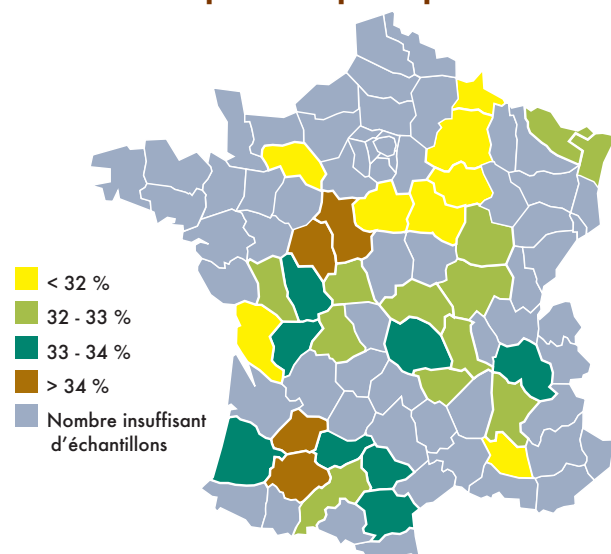 < 32 %
32 - 33 %
33 - 34 %
> 34 %
Nombre insuffisant
d’échantillons